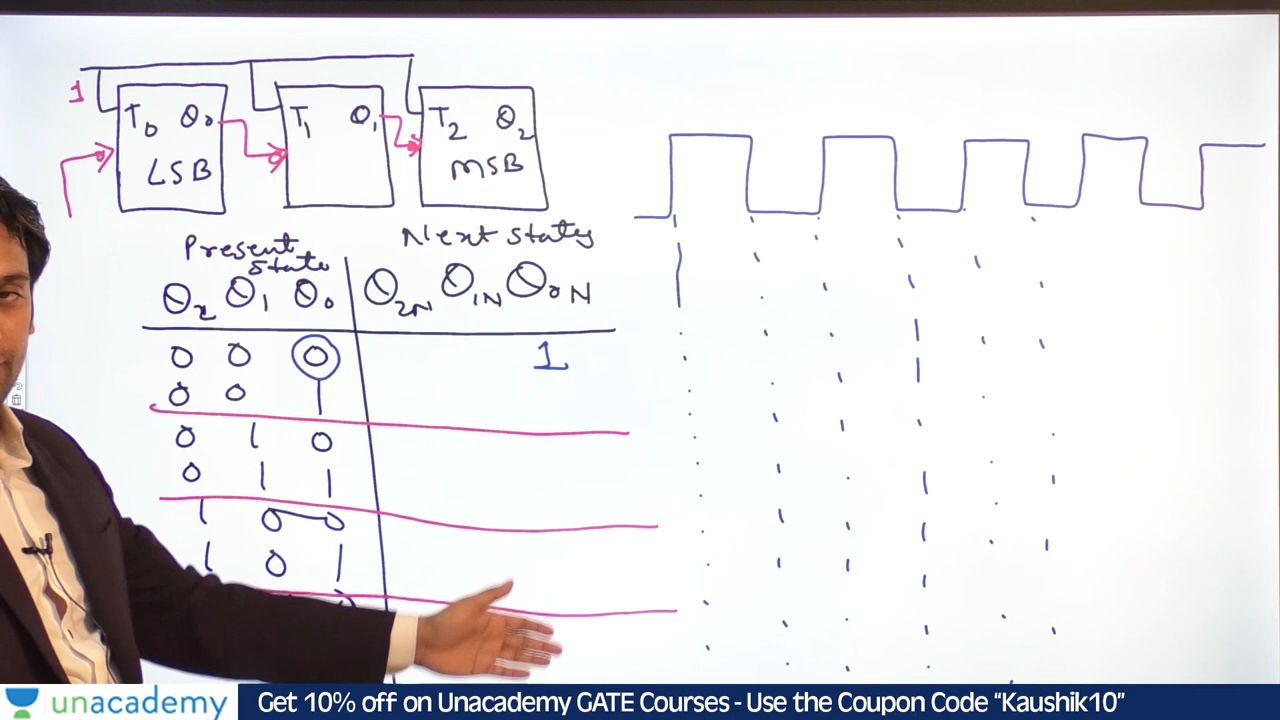 1
T0 Q0 T1 Q1 T2 Q2
LSB MSB
Present State Next state
Q2 Q1 Q0 Q2N Q1N Q0N
0 0 0 1
0 0 1
0 1 0
0 1 1
1 0 0
1 0 1
unacademy Get 10% off on Unacademy GATE Courses - Use the Coupon Code “Kaushik10”